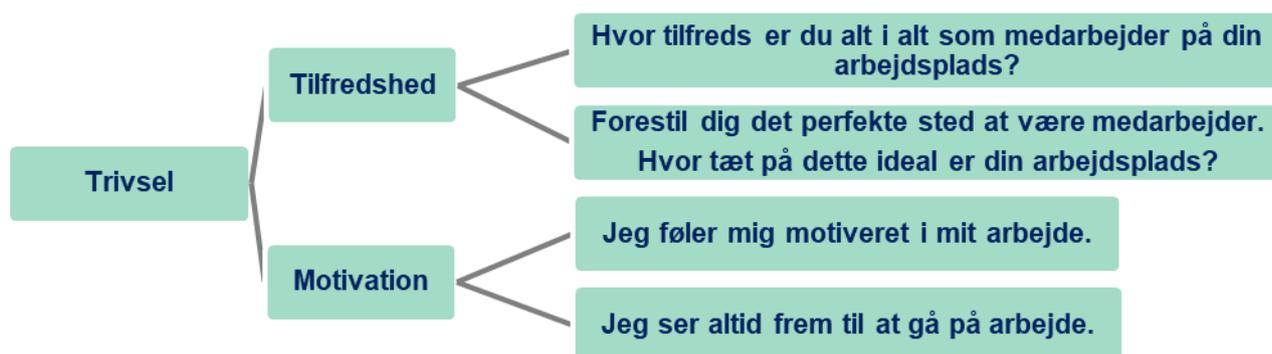 Hvor tilfreds er du alt i alt som medarbejder på din
arbejdsplads?
Tilfredshed
Forestil dig det perfekte sted at være medarbejder.
Hvor tæt på dette ideal er din arbejdsplads?
Trivsel
Jeg føler mig motiveret i mit arbejde.
Motivation
Jeg ser altid frem til at gå på arbejde.